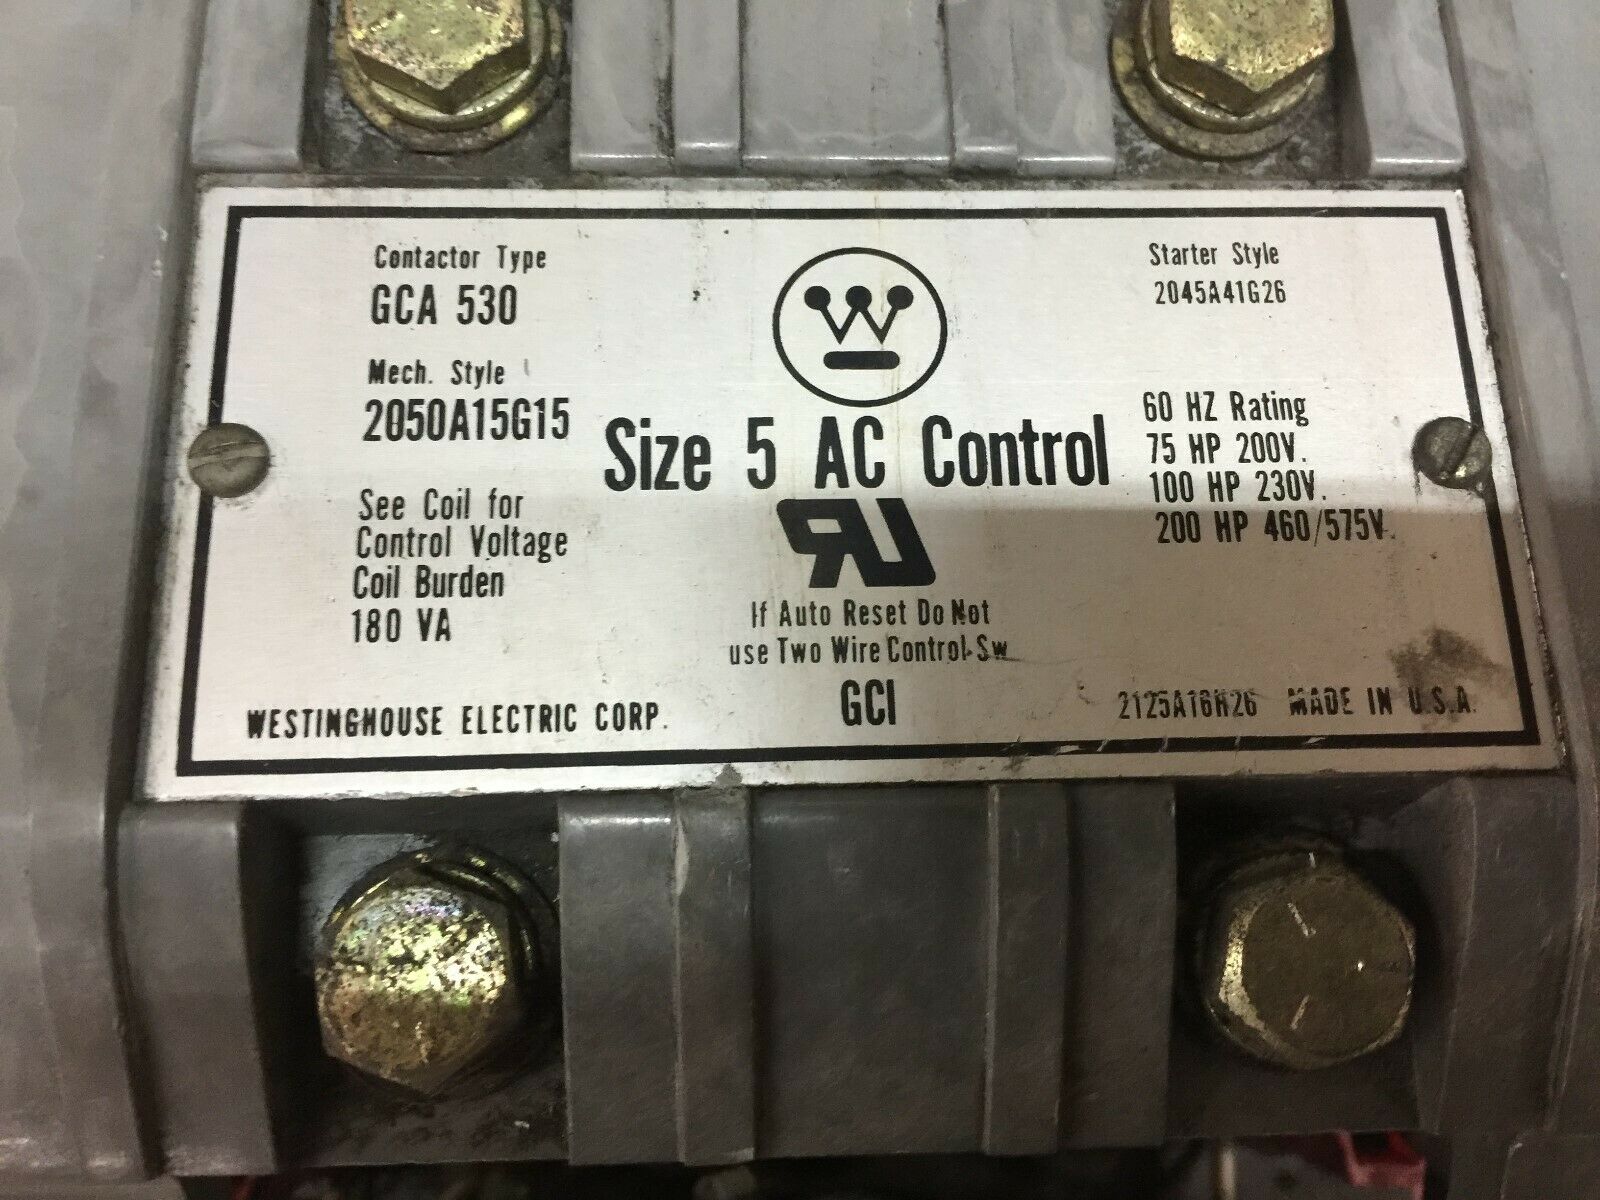 Contactor Type
GCA 530
Mech. Style
2050A15G15
See Coil for
Control Voltage
Coil Burden
180 VA
WESTINGHOUSE ELECTRIC CORP.
W
Size 5 AC Control
If Auto Reset Do Not
use Two Wire Control Sw
GCI
Starter Style
2045A41G26
60 HZ Rating
75 HP 200V.
100 HP 230V.
200 HP 460/575V.
2125A16H26 MADE IN U.S.A.